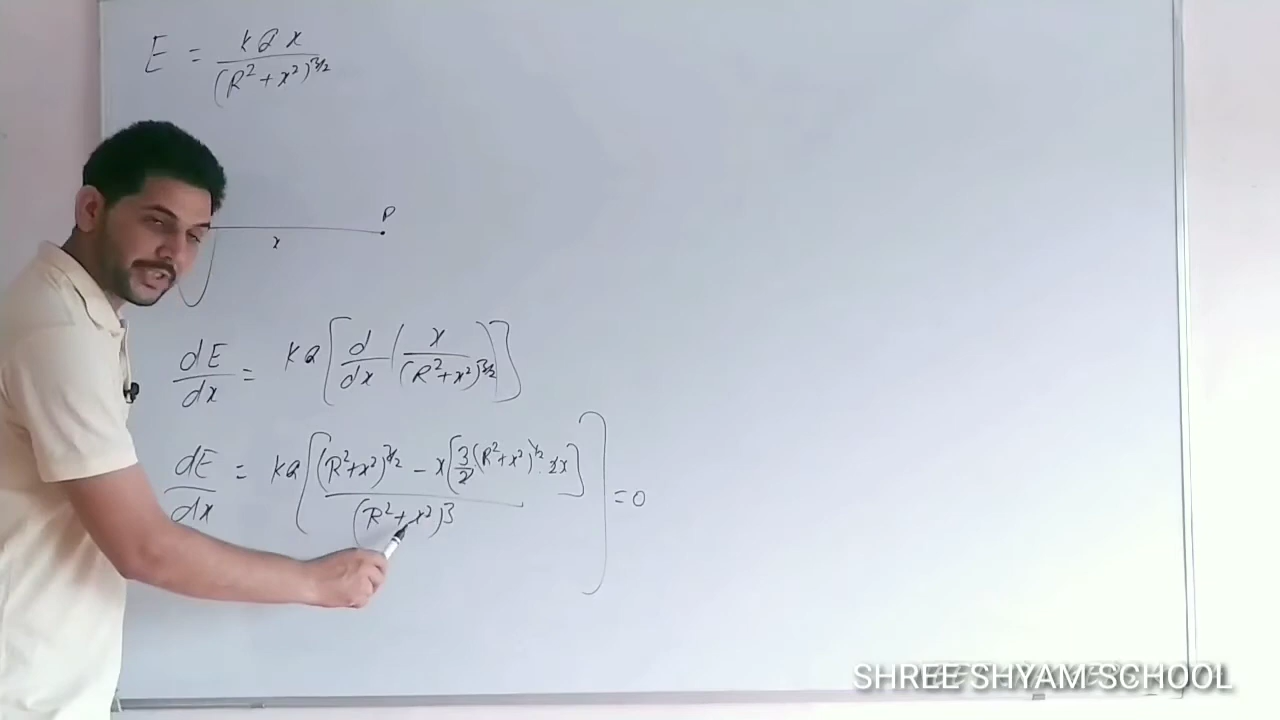 E = kQx/(R²+x²)^3/2
P
x
dE/dx = kQ[d/dx(x/(R²+x²)^3/2)]
dE/dx = kQ[((R²+x²)^3/2 − x[3/2(R²+x²)^1/2 · 2x])/(R²+x²)³] = 0
SHREE SHYAM SCHOOL